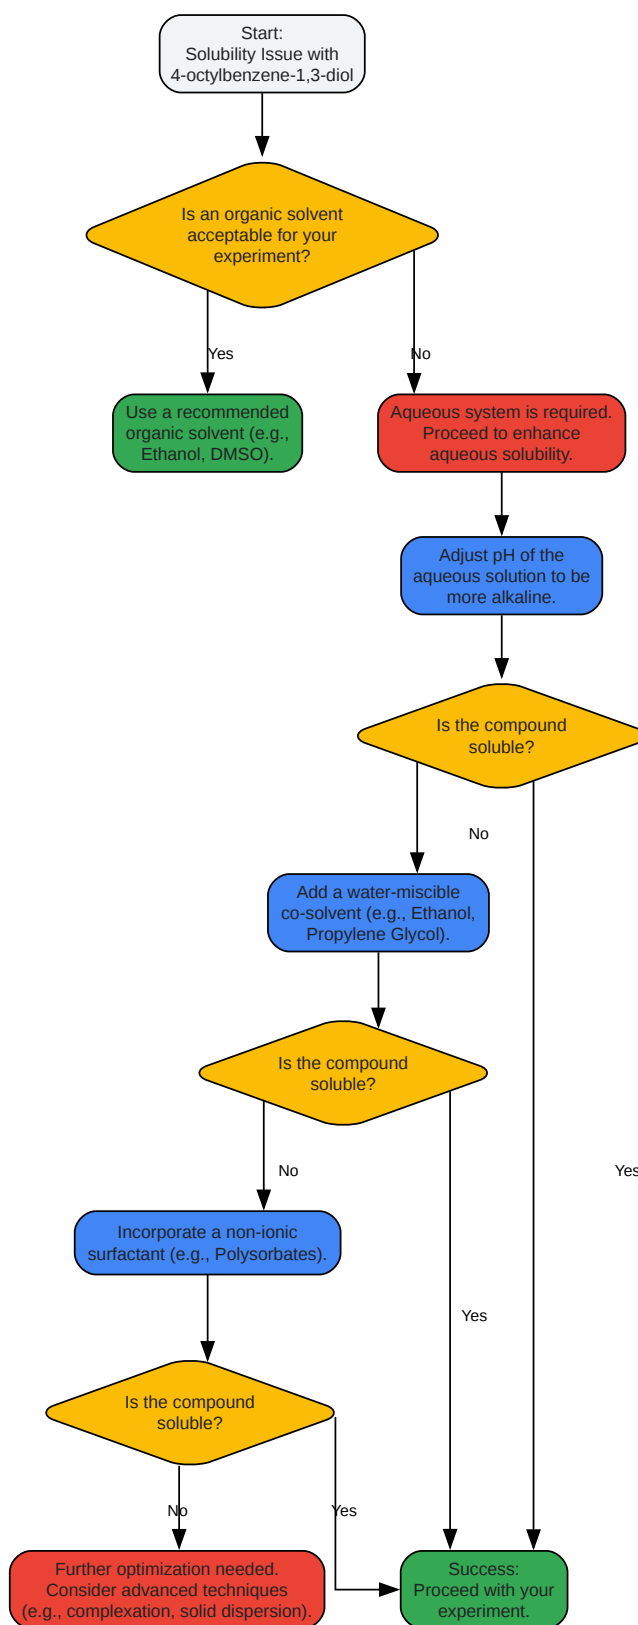 Start:
Solubility Issue with
4-octylbenzene-1,3-diol
Is an organic solvent
acceptable for your
experiment?
Yes
No
Use a recommended
organic solvent (e.g.,
Ethanol, DMSO).
Aqueous system is required.
Proceed to enhance
aqueous solubility.
Adjust pH of the
aqueous solution to be
more alkaline.
Is the compound
soluble?
No
Add a water-miscible
co-solvent (e.g., Ethanol,
Propylene Glycol).
Is the compound
soluble?
No
Yes
Incorporate a non-ionic
surfactant (e.g., Polysorbates).
Yes
Is the compound
soluble?
No
Yes
Further optimization needed.
Consider advanced techniques
(e.g., complexation, solid dispersion).
Success:
Proceed with your
experiment.